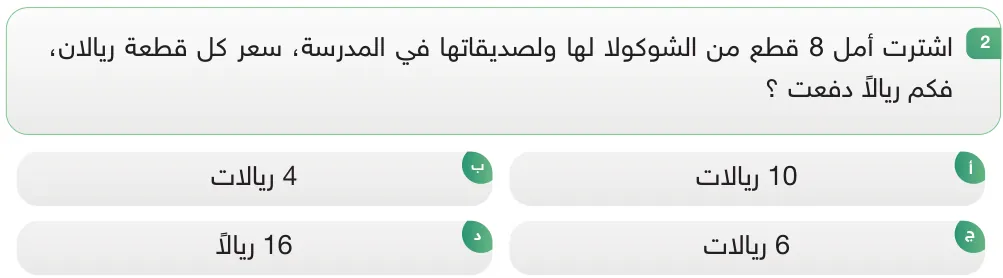 2 اشترت أمل 8 قطع من الشوكولا لها ولصديقاتها في المدرسة، سعر كل قطعة ريالان،
فكم ريالاً دفعت ؟
أ 10 ريالات
ب 4 ريالات
ج 6 ريالات
د 16 ريالاً